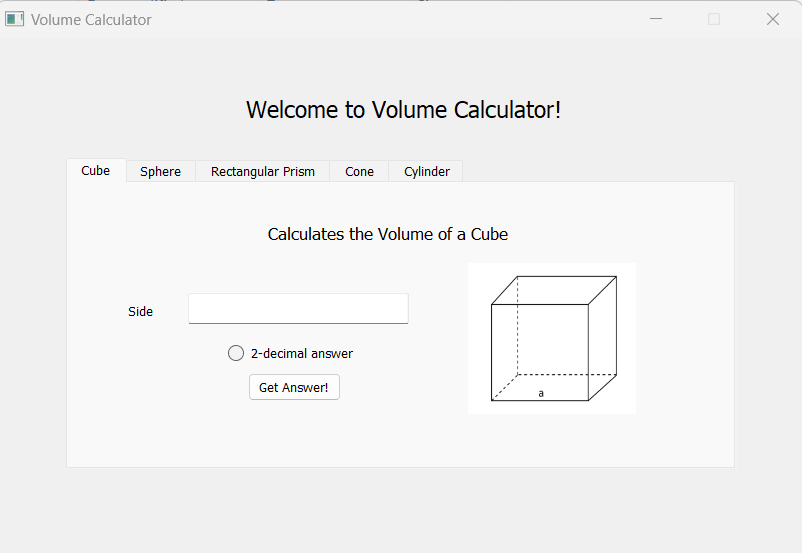 Volume Calculator
Welcome to Volume Calculator!
Cube Sphere Rectangular Prism Cone Cylinder
Calculates the Volume of a Cube
Side
2-decimal answer
Get Answer!
a